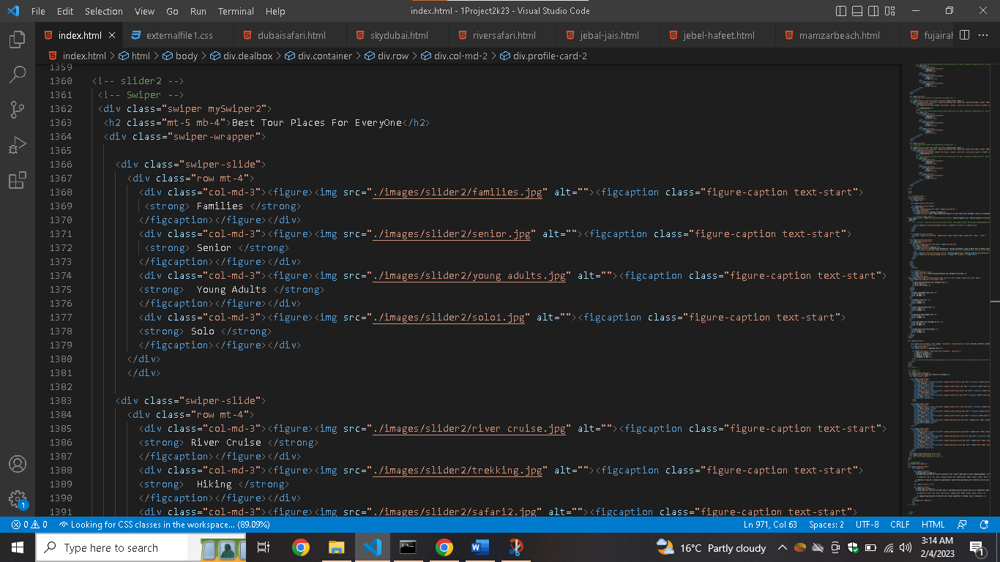 File Edit Selection View Go Run Terminal Help index.html - 1Project2k23 - Visual Studio Code
index.html externalfile1.css dubaisafari.html skydubai.html riversafari.html jebal-jais.html jebel-hafeet.html mamzarbeach.html fujairah
index.html > html > body > div.dealbox > div.container > div.row > div.col-md-2 > div.profile-card-2
1359
1360 <!-- slider2 -->
1361 <!-- Swiper -->
1362 <div class="swiper mySwiper2">
1363 <h2 class="mt-5 mb-4">Best Tour Places For EveryOne</h2>
1364 <div class="swiper-wrapper">
1365
1366 <div class="swiper-slide">
1367 <div class="row mt-4">
1368 <div class="col-md-3"><figure><img src="./images/slider2/families.jpg" alt=""><figcaption class="figure-caption text-start">
1369 <strong> Families </strong>
1370 </figcaption></figure></div>
1371 <div class="col-md-3"><figure><img src="./images/slider2/senior.jpg" alt=""><figcaption class="figure-caption text-start">
1372 <strong> Senior </strong>
1373 </figcaption></figure></div>
1374 <div class="col-md-3"><figure><img src="./images/slider2/young adults.jpg" alt=""><figcaption class="figure-caption text-start">
1375 <strong>  Young Adults </strong>
1376 </figcaption></figure></div>
1377 <div class="col-md-3"><figure><img src="./images/slider2/solo1.jpg" alt=""><figcaption class="figure-caption text-start">
1378 <strong> Solo </strong>
1379 </figcaption></figure></div>
1380 </div>
1381 </div>
1382
1383 <div class="swiper-slide">
1384 <div class="row mt-4">
1385 <div class="col-md-3"><figure><img src="./images/slider2/river cruise.jpg" alt=""><figcaption class="figure-caption text-start">
1386 <strong> River Cruise </strong>
1387 </figcaption></figure></div>
1388 <div class="col-md-3"><figure><img src="./images/slider2/trekking.jpg" alt=""><figcaption class="figure-caption text-start">
1389 <strong>  Hiking </strong>
1390 </figcaption></figure></div>
1391 <div class="col-md-3"><figure><img src="./images/slider2/safari2.jpg" alt=""><figcaption class="figure-caption text-start">
1
0 0 Looking for CSS classes in the workspace... (89.09%) Ln 971, Col 63 Spaces: 2 UTF-8 CRLF HTML
Type here to search 16°C Partly cloudy 3:14 AM
2/4/2023 1